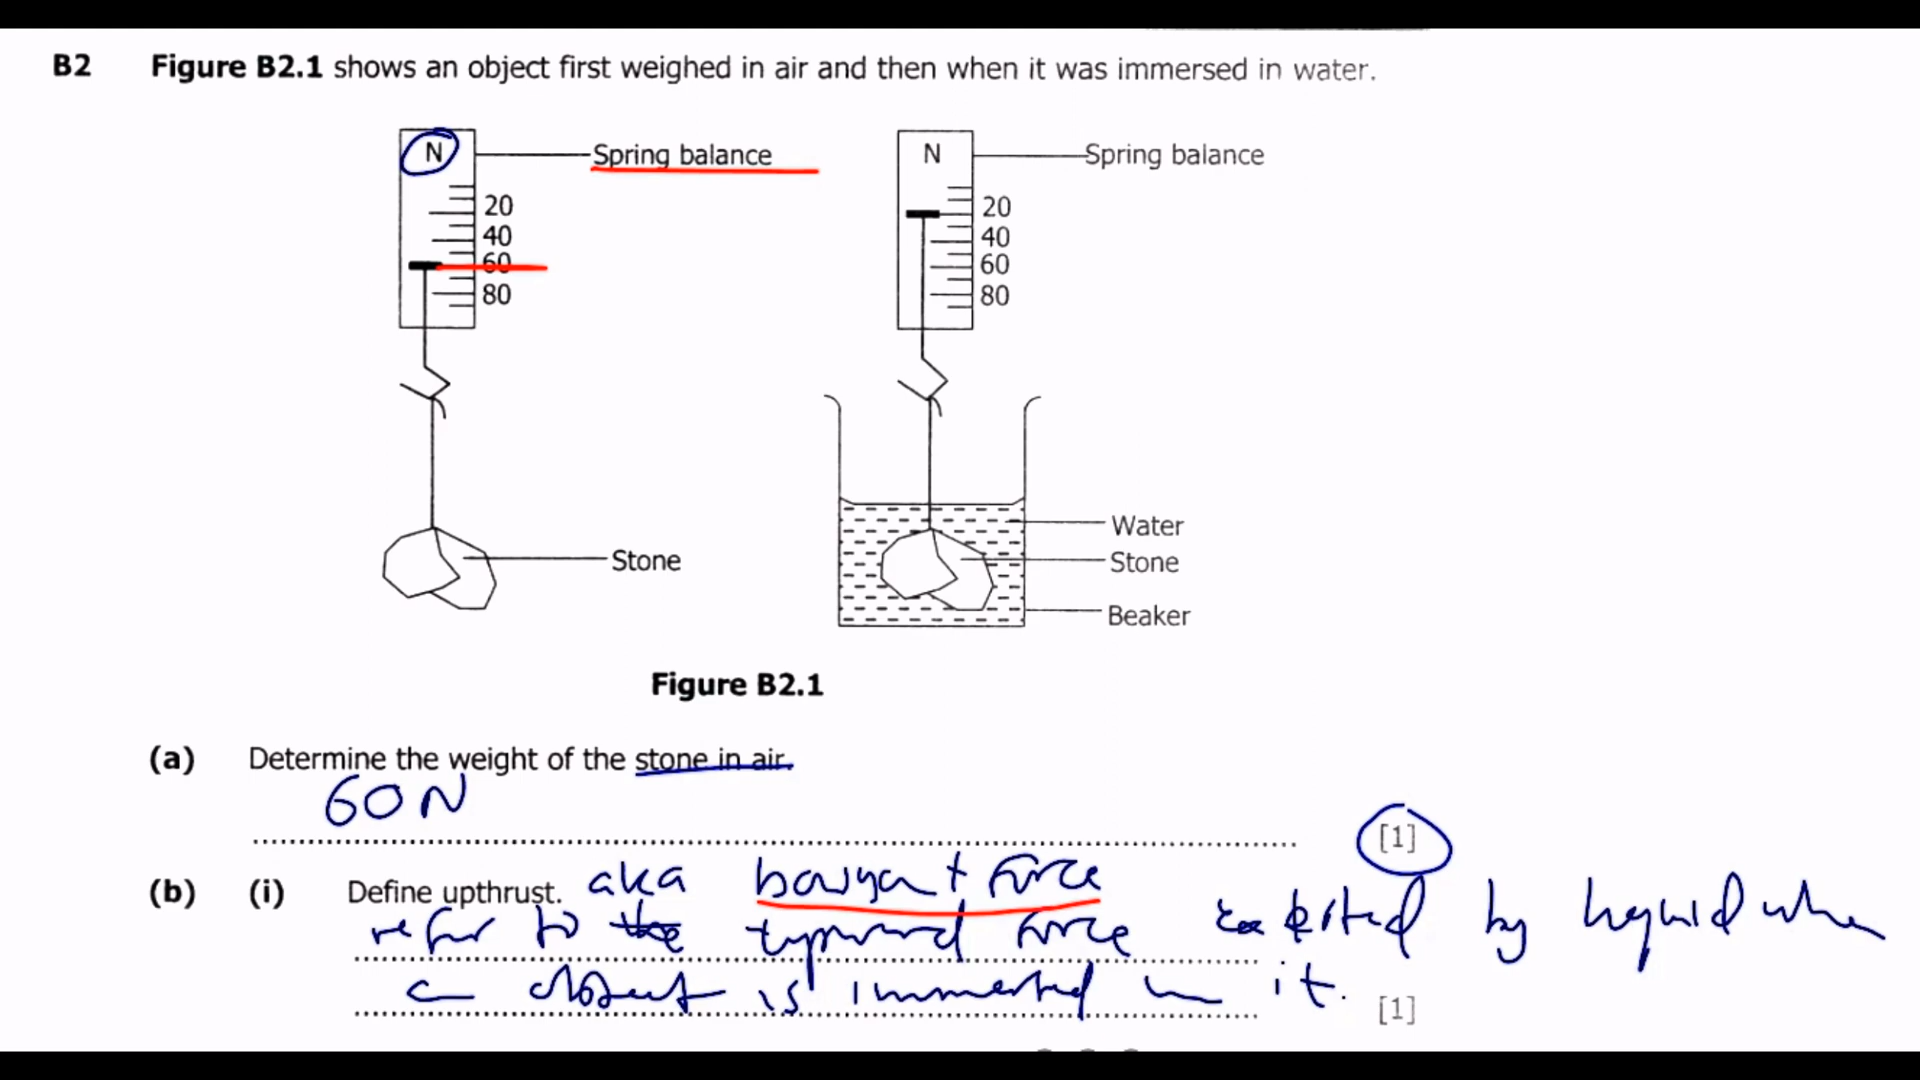 B2 Figure B2.1 shows an object first weighed in air and then when it was immersed in water.
N Spring balance
20
40
60
80
Stone
N Spring balance
20
40
60
80
Water
Stone
Beaker
Figure B2.1
(a) Determine the weight of the stone in air.
60 N
[1]
(b) (i) Define upthrust. aka bouyant force
refer to the upward force exerted by liquid when
an object is immersed in it.
[1]